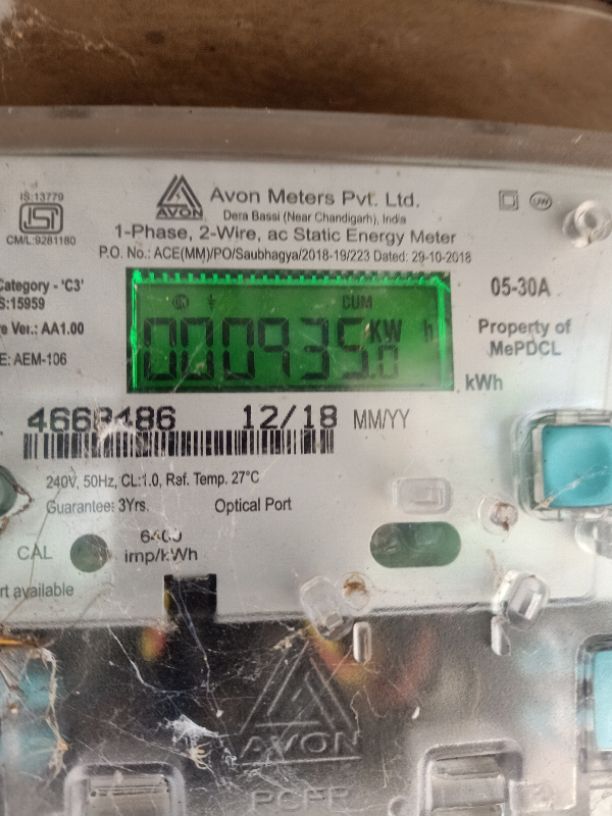 IS:13779
ISI
CM/L:9281180
AVON
Avon Meters Pvt. Ltd.
Dera Bassi (Near Chandigarh), India
1-Phase, 2-Wire, ac Static Energy Meter
P.O. No.: ACE(MM)/PO/Saubhagya/2018-19/223 Dated: 29-10-2018
Category - 'C3'
S:15959
e Ver.: AA1.00
E: AEM-106
CUM
000935.0 KW h
kWh
05-30A
Property of
MePDCL
4668486 12/18 MM/YY
240V, 50Hz, CL:1.0, Raf. Temp. 27°C
Guarantee: 3Yrs. Optical Port
CAL
6400
imp/kWh
rt available
AVON